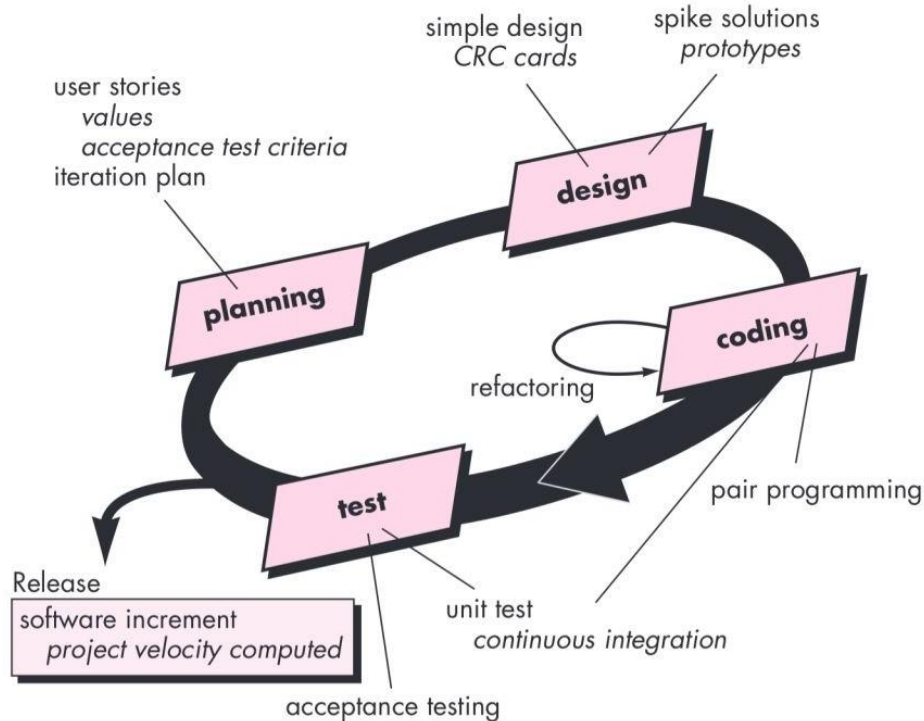 simple design
CRC cards
spike solutions
prototypes
user stories
values
acceptance test criteria
iteration plan
design
planning
coding
refactoring
test
pair programming
Release
software increment
project velocity computed
unit test
continuous integration
acceptance testing